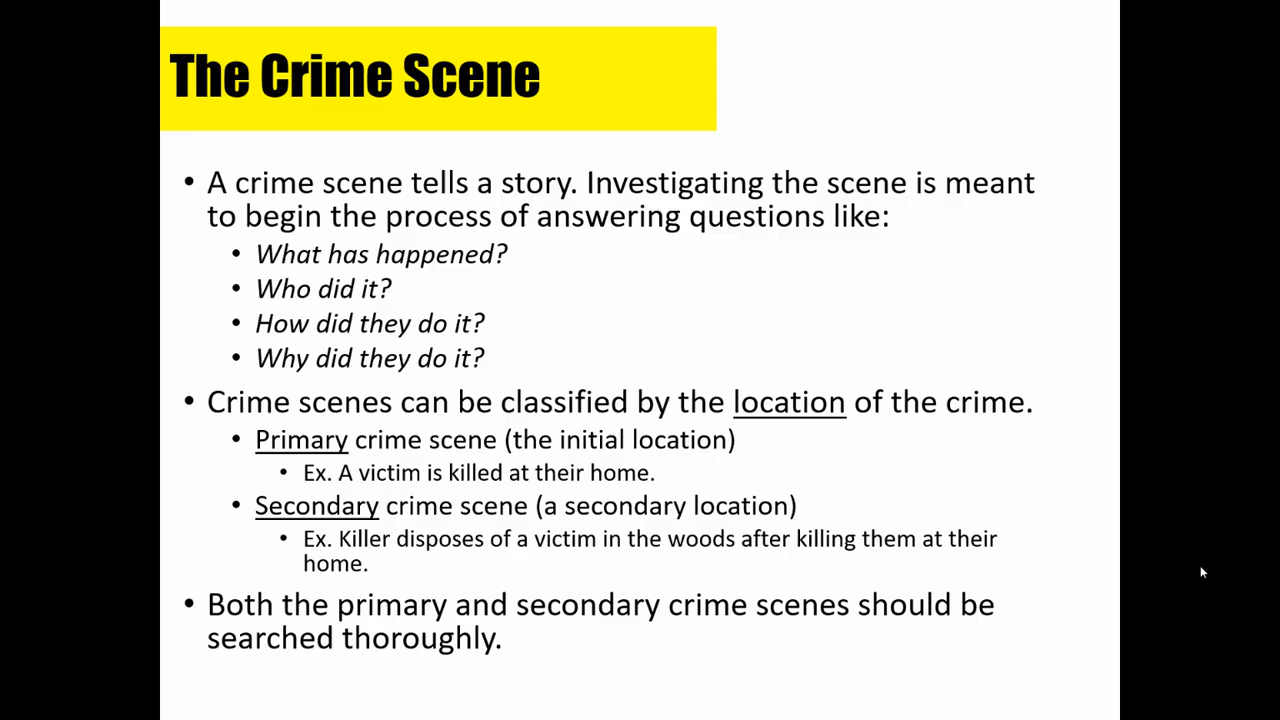 The Crime Scene
• A crime scene tells a story. Investigating the scene is meant
to begin the process of answering questions like:
• What has happened?
• Who did it?
• How did they do it?
• Why did they do it?
• Crime scenes can be classified by the location of the crime.
• Primary crime scene (the initial location)
• Ex. A victim is killed at their home.
• Secondary crime scene (a secondary location)
• Ex. Killer disposes of a victim in the woods after killing them at their
home.
• Both the primary and secondary crime scenes should be
searched thoroughly.